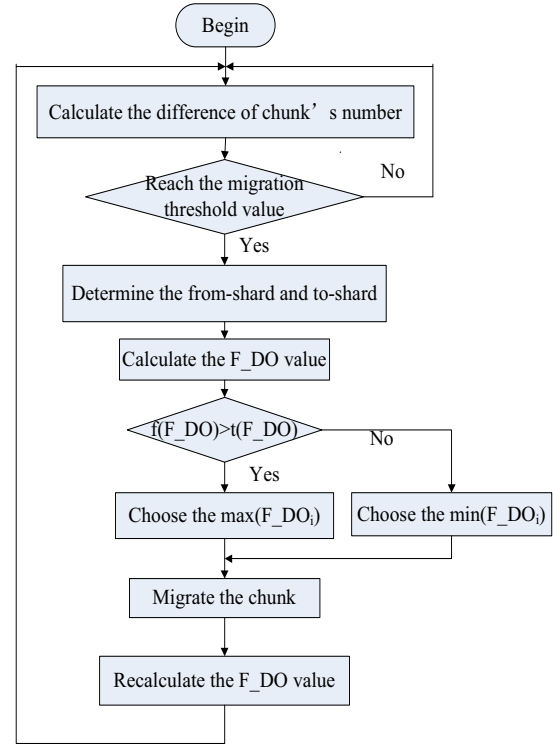 Begin
Calculate the difference of chunk’ s number
Reach the migration
threshold value
No
Yes
Determine the from-shard and to-shard
Calculate the F_DO value
f(F_DO)>t(F_DO)
No
Yes
Choose the max(F_DOᵢ)
Choose the min(F_DOᵢ)
Migrate the chunk
Recalculate the F_DO value